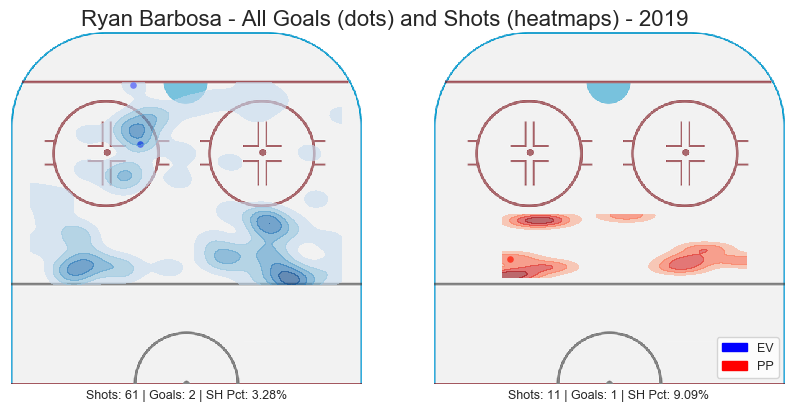 Ryan Barbosa - All Goals (dots) and Shots (heatmaps) - 2019
EV
PP
Shots: 61 | Goals: 2 | SH Pct: 3.28%
Shots: 11 | Goals: 1 | SH Pct: 9.09%